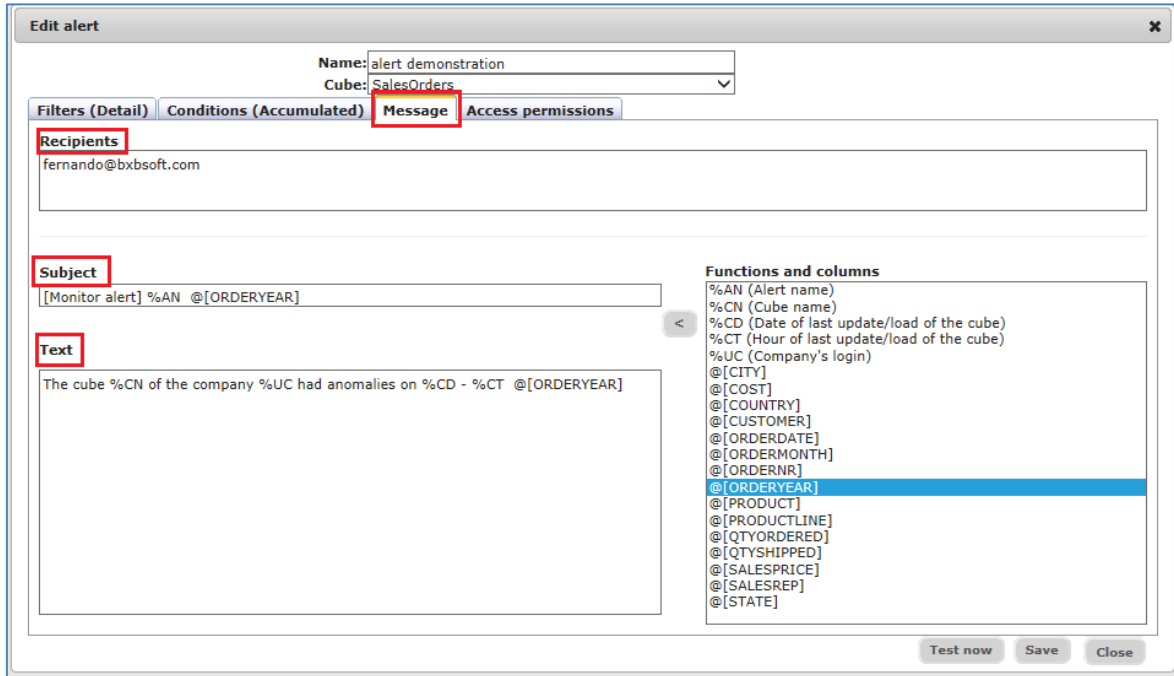 Edit alert
Name: alert demonstration
Cube: SalesOrders
Filters (Detail) Conditions (Accumulated) Message Access permissions
Recipients
fernando@bxbsoft.com
Subject
[Monitor alert] %AN @[ORDERYEAR]
<
Text
The cube %CN of the company %UC had anomalies on %CD - %CT @[ORDERYEAR]
Functions and columns
%AN (Alert name)
%CN (Cube name)
%CD (Date of last update/load of the cube)
%CT (Hour of last update/load of the cube)
%UC (Company's login)
@[CITY]
@[COST]
@[COUNTRY]
@[CUSTOMER]
@[ORDERDATE]
@[ORDERMONTH]
@[ORDERNR]
@[ORDERYEAR]
@[PRODUCT]
@[PRODUCTLINE]
@[QTYORDERED]
@[QTYSHIPPED]
@[SALESPRICE]
@[SALESREP]
@[STATE]
Test now Save Close